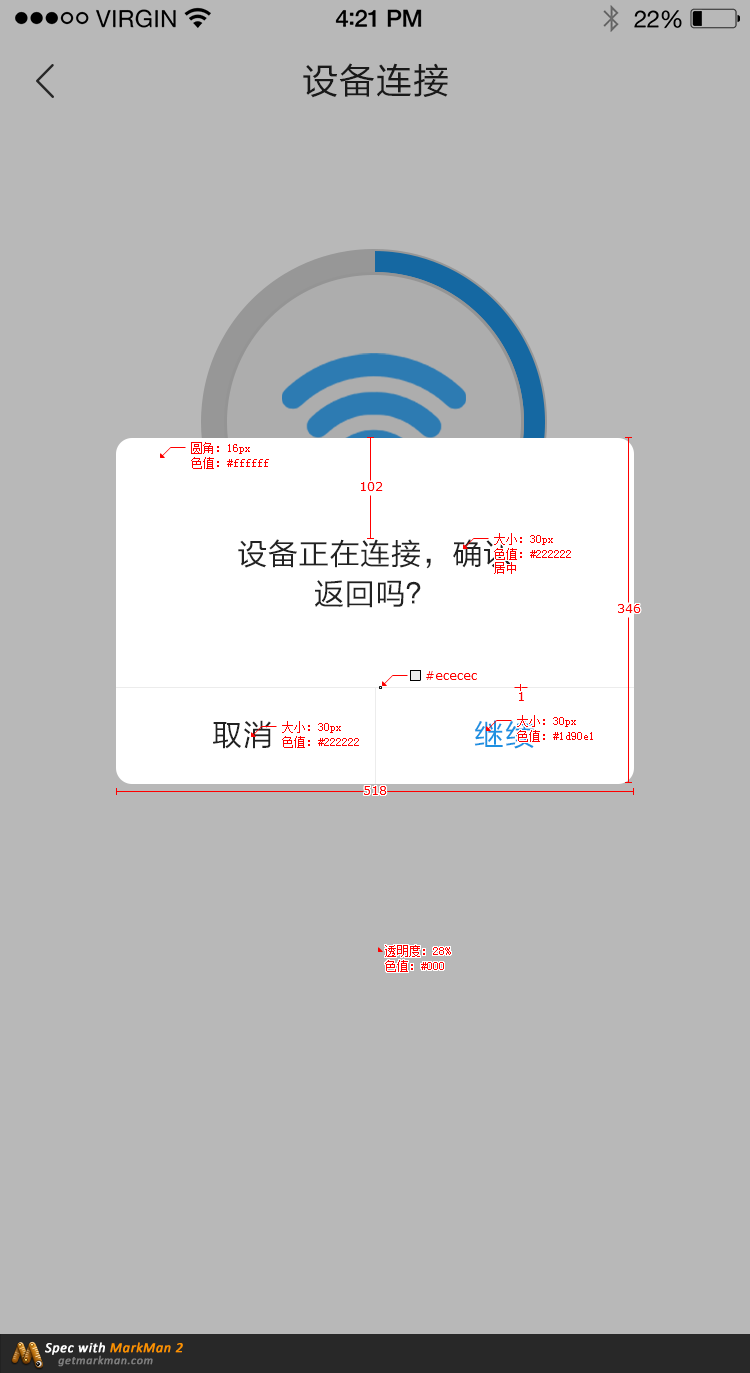 VIRGIN
4:21 PM
22%
设备连接
圆角: 16px
色值: #ffffff
102
设备正在连接，确认
返回吗?
大小: 30px
色值: #222222
居中
346
#ececec
1
取消
大小: 30px
色值: #222222
继续
大小: 30px
色值: #1d90e1
518
透明度: 28%
色值: #000
Spec with MarkMan 2
getmarkman.com